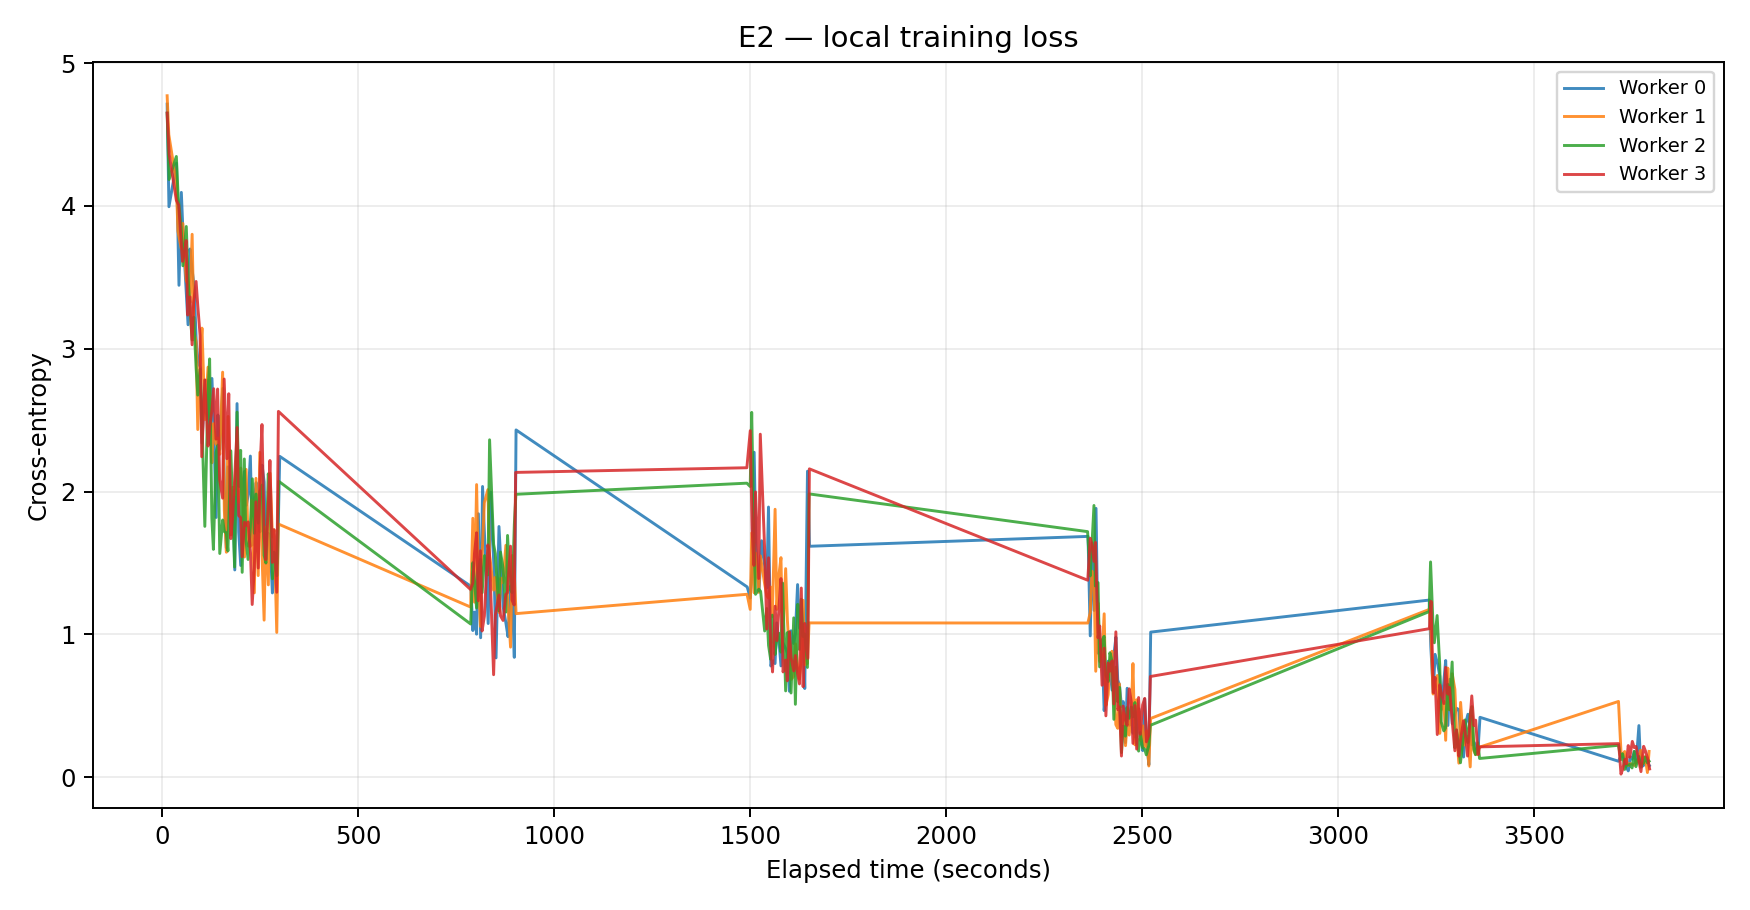 E2 — local training loss
5
4
3
2
1
0
Cross-entropy
Worker 0
Worker 1
Worker 2
Worker 3
0 500 1000 1500 2000 2500 3000 3500
Elapsed time (seconds)